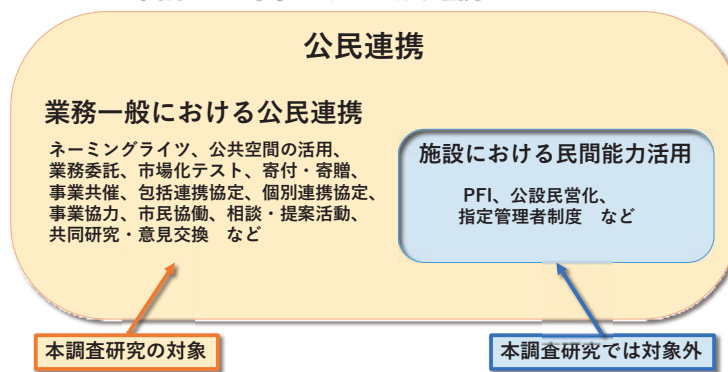 公民連携
業務一般における公民連携
ネーミングライツ、公共空間の活用、
業務委託、市場化テスト、寄付・寄贈、
事業共催、包括連携協定、個別連携協定、
事業協力、市民協働、相談・提案活動、
共同研究・意見交換　など
施設における民間能力活用
PFI、公設民営化、
指定管理者制度　など
本調査研究の対象
本調査研究では対象外